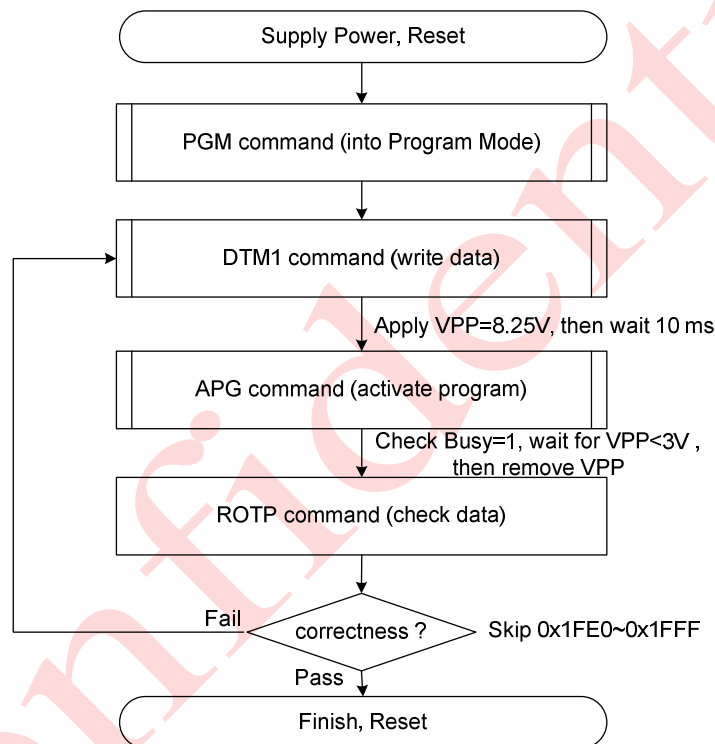 Supply Power, Reset
PGM command (into Program Mode)
DTM1 command (write data)
Apply VPP=8.25V, then wait 10 ms
APG command (activate program)
Check Busy=1, wait for VPP<3V ,
then remove VPP
ROTP command (check data)
Fail
correctness ?
Skip 0x1FE0~0x1FFF
Pass
Finish, Reset
onfident